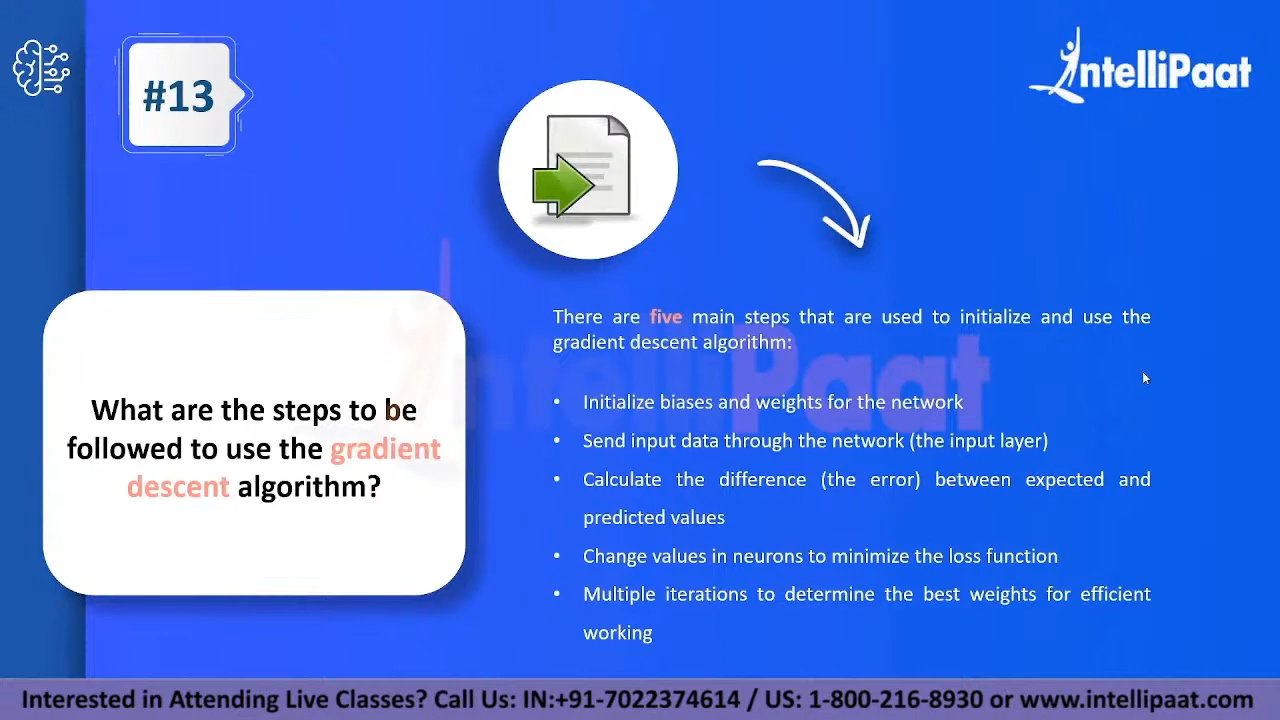 #13
IntelliPaat
There are five main steps that are used to initialize and use the
gradient descent algorithm:
• Initialize biases and weights for the network
• Send input data through the network (the input layer)
• Calculate the difference (the error) between expected and
predicted values
• Change values in neurons to minimize the loss function
• Multiple iterations to determine the best weights for efficient
working
What are the steps to be
followed to use the gradient
descent algorithm?
IntelliPaat
Interested in Attending Live Classes? Call Us: IN:+91-7022374614 / US: 1-800-216-8930 or www.intellipaat.com